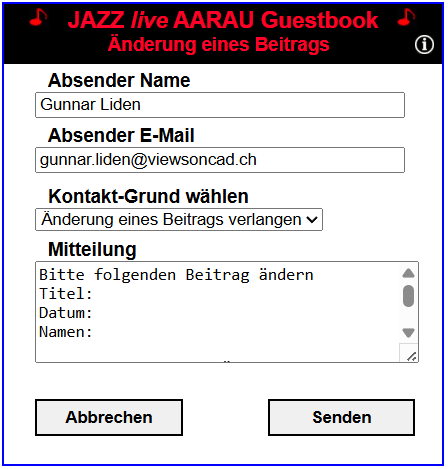 JAZZ live AARAU Guestbook
Änderung eines Beitrags
Absender Name
Gunnar Liden
Absender E-Mail
gunnar.liden@viewsoncad.ch
Kontakt-Grund wählen
Änderung eines Beitrags verlangen
Mitteilung
Bitte folgenden Beitrag ändern
Titel:
Datum:
Namen:
Abbrechen
Senden